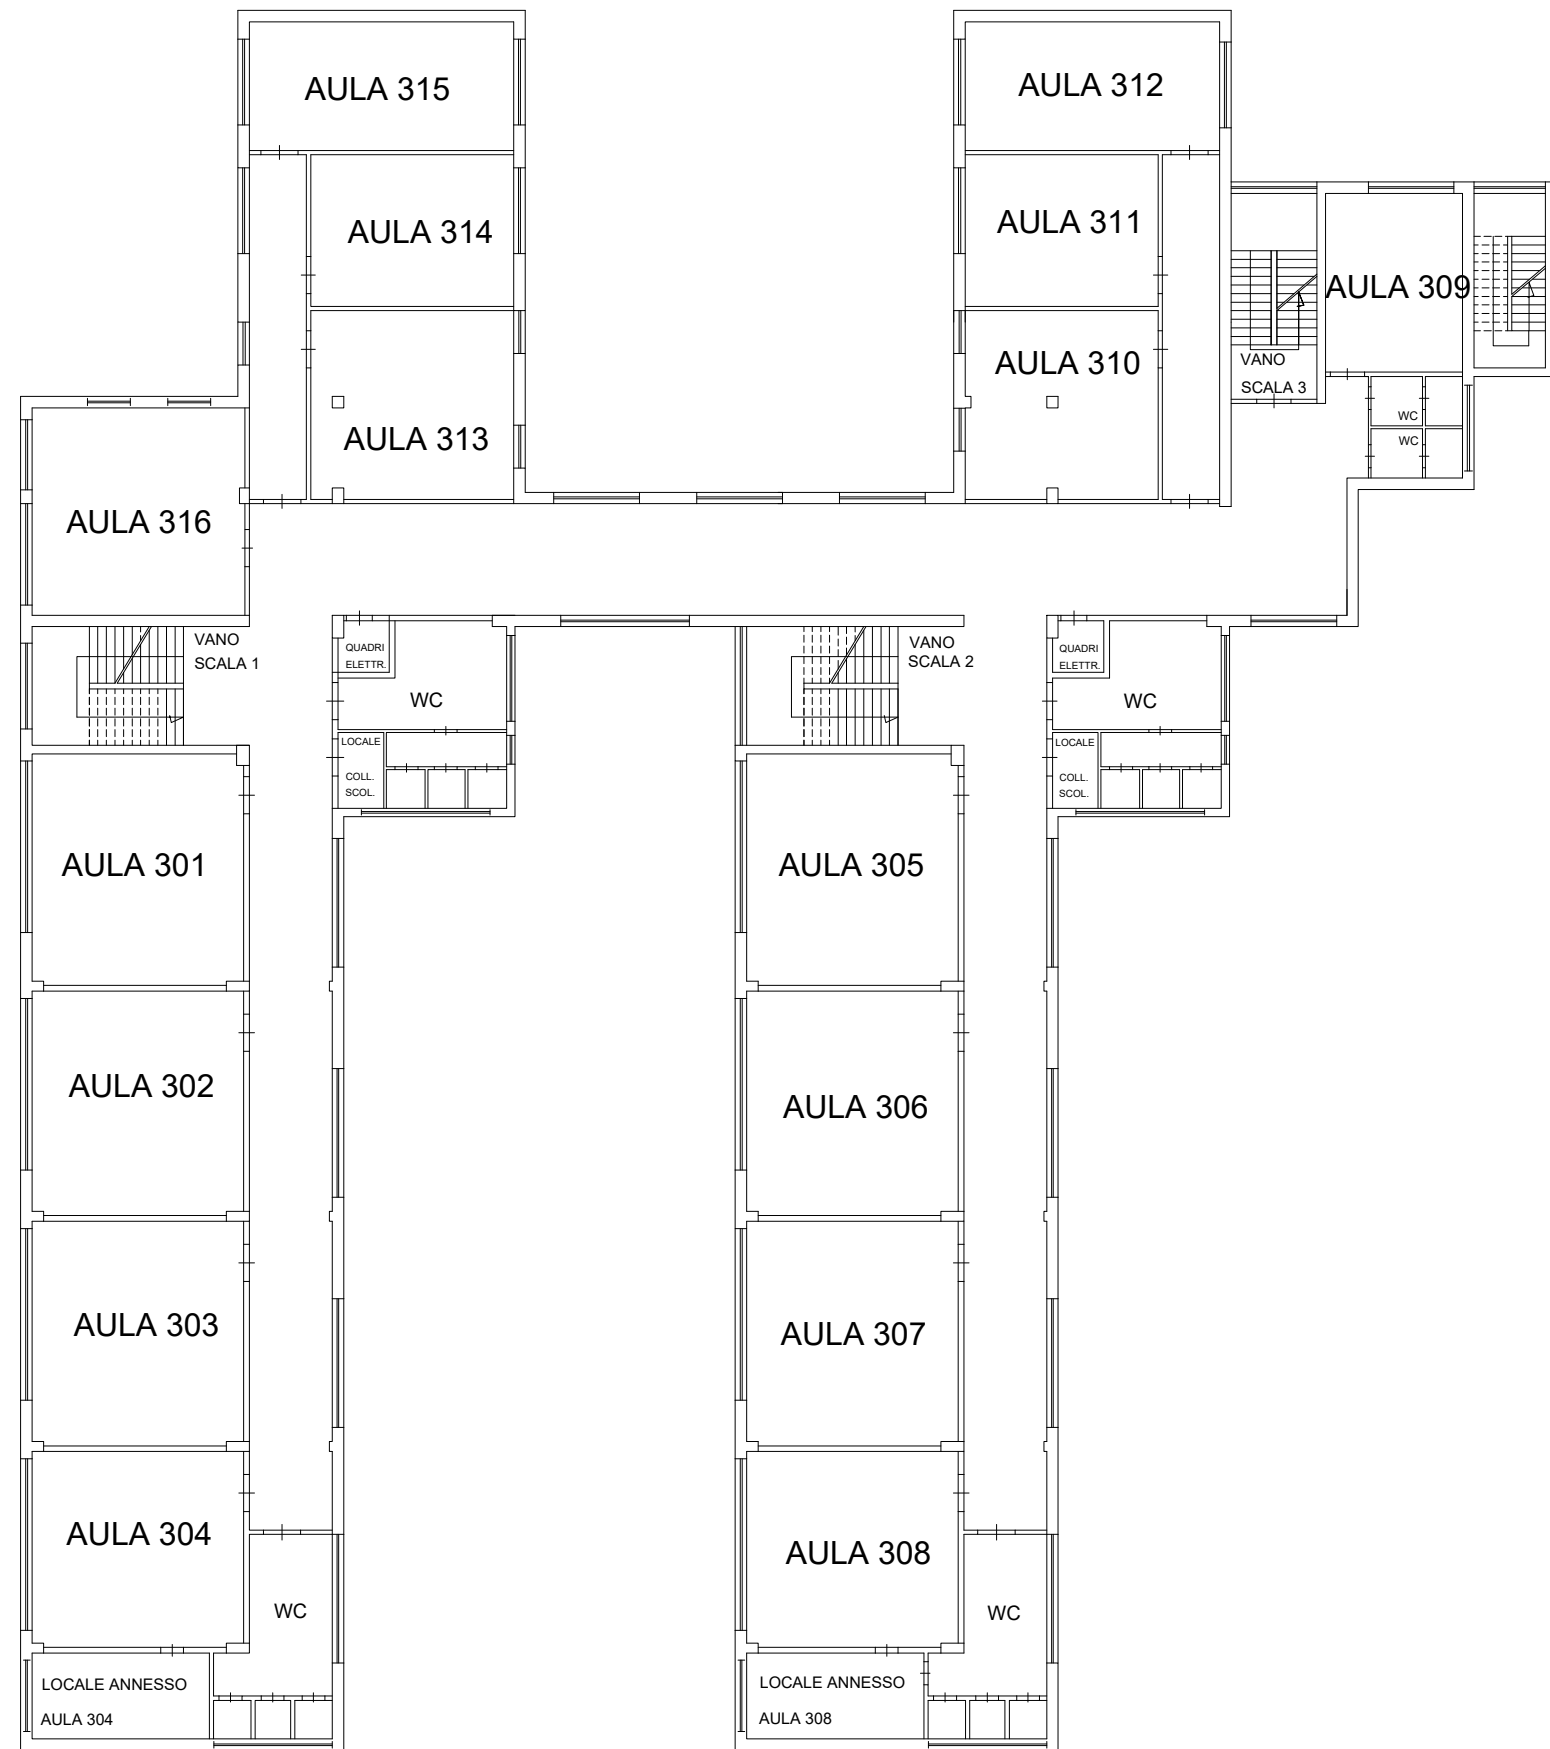 AULA 315
AULA 312
AULA 314
AULA 311
AULA 309
AULA 310
VANO
SCALA 3
AULA 313
WC
WC
AULA 316
VANO
SCALA 1
QUADRI
ELETTR.
WC
LOCALE
COLL.
SCOL.
VANO
SCALA 2
QUADRI
ELETTR.
WC
LOCALE
COLL.
SCOL.
AULA 301
AULA 305
AULA 302
AULA 306
AULA 303
AULA 307
AULA 304
AULA 308
WC
WC
LOCALE ANNESSO
AULA 304
LOCALE ANNESSO
AULA 308